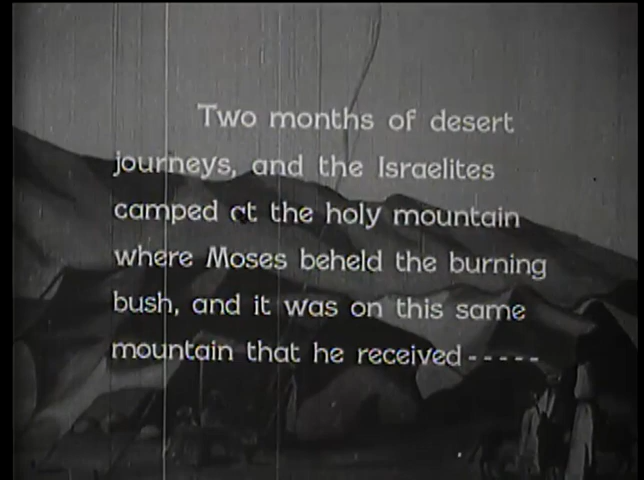 Two months of desert
journeys, and the Israelites
camped at the holy mountain
where Moses beheld the burning
bush, and it was on this same
mountain that he received-----